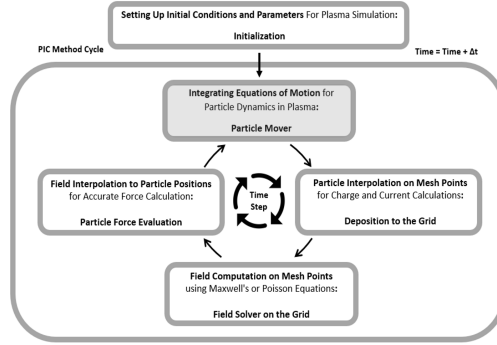 Setting Up Initial Conditions and Parameters For Plasma Simulation:
Initialization
PIC Method Cycle
Time = Time + Δt
Integrating Equations of Motion for
Particle Dynamics in Plasma:
Particle Mover
Field Interpolation to Particle Positions
for Accurate Force Calculation:
Particle Force Evaluation
Time
Step
Particle Interpolation on Mesh Points
for Charge and Current Calculations:
Deposition to the Grid
Field Computation on Mesh Points
using Maxwell's or Poisson Equations:
Field Solver on the Grid